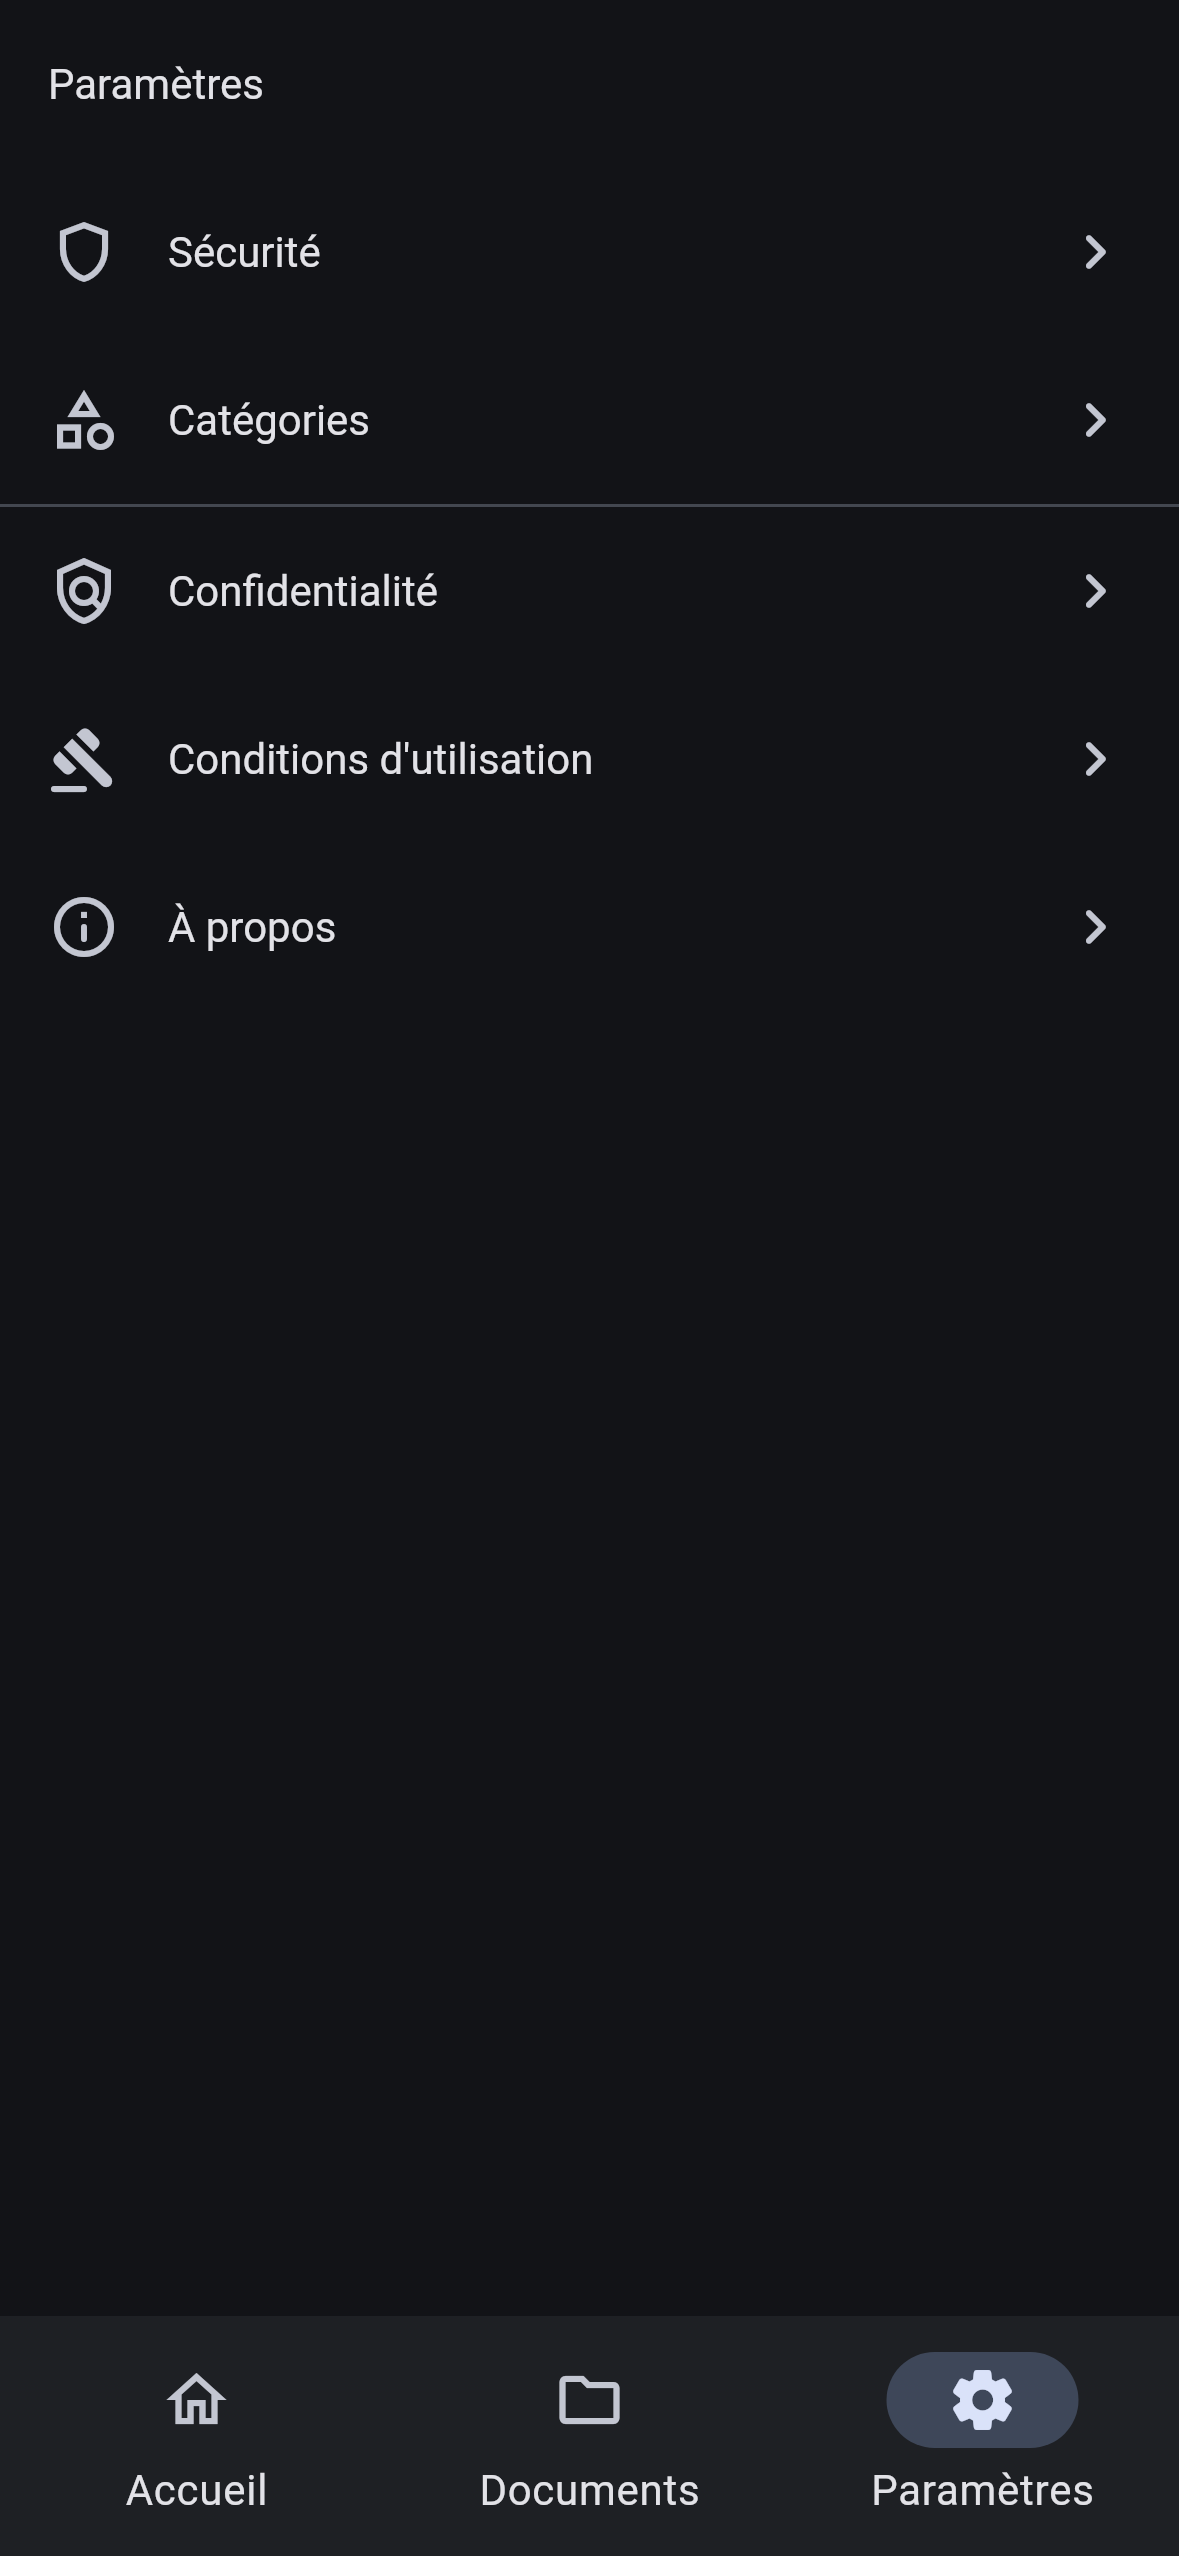 Paramètres
Sécurité
Catégories
Confidentialité
Conditions d'utilisation
À propos
Accueil
Documents
Paramètres